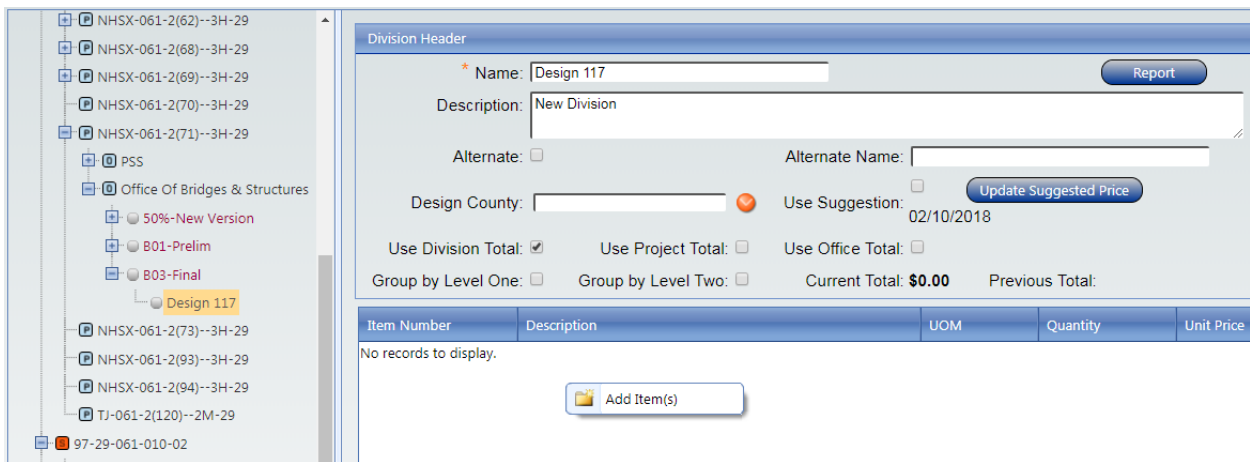 P NHSX-061-2(62)--3H-29
P NHSX-061-2(68)--3H-29
P NHSX-061-2(69)--3H-29
P NHSX-061-2(70)--3H-29
P NHSX-061-2(71)--3H-29
O PSS
O Office Of Bridges & Structures
50%-New Version
B01-Prelim
B03-Final
Design 117
P NHSX-061-2(73)--3H-29
P NHSX-061-2(93)--3H-29
P NHSX-061-2(94)--3H-29
P TJ-061-2(120)--2M-29
S 97-29-061-010-02
Division Header
* Name: Design 117 Report
Description: New Division
Alternate: Alternate Name:
Design County: Use Suggestion: Update Suggested Price
02/10/2018
Use Division Total: Use Project Total: Use Office Total:
Group by Level One: Group by Level Two: Current Total: $0.00 Previous Total:
Item Number Description UOM Quantity Unit Price
No records to display.
Add Item(s)